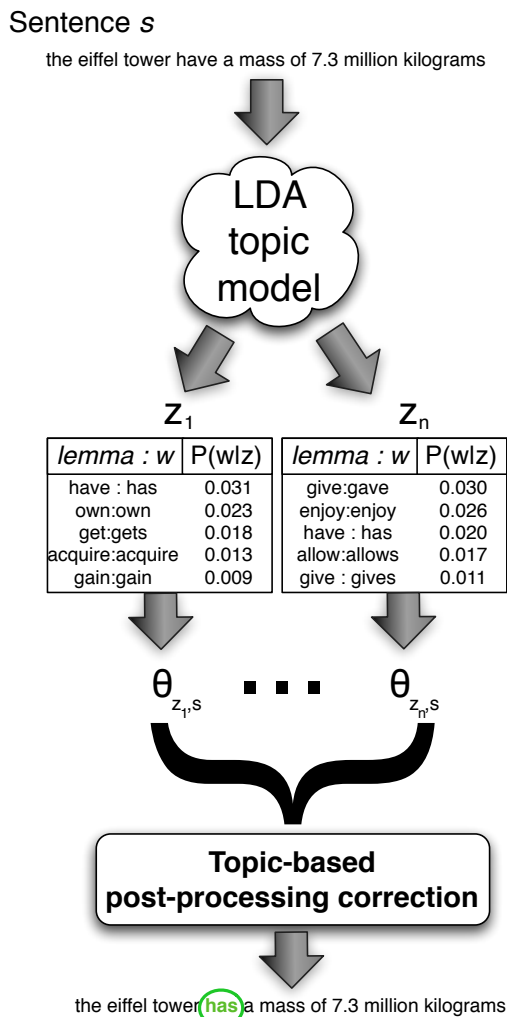 Sentence s
the eiffel tower have a mass of 7.3 million kilograms
LDA
topic
model
z1
lemma : w P(w|z)
have : has 0.031
own:own 0.023
get:gets 0.018
acquire:acquire 0.013
gain:gain 0.009
zn
lemma : w P(w|z)
give:gave 0.030
enjoy:enjoy 0.026
have : has 0.020
allow:allows 0.017
give : gives 0.011
θz1,s ... θzn,s
Topic-based
post-processing correction
the eiffel tower has a mass of 7.3 million kilograms